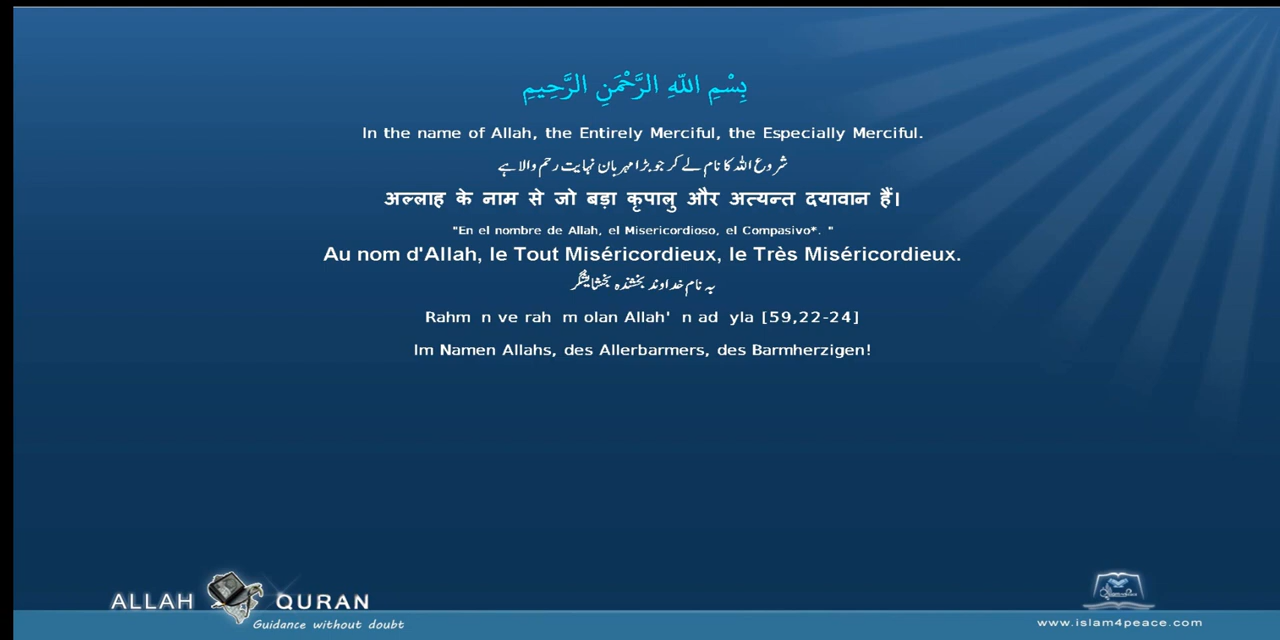 بِسْمِ اللّٰهِ الرَّحْمَنِ الرَّحِيمِ
In the name of Allah, the Entirely Merciful, the Especially Merciful.
شروع اللہ کا نام لے کر جو بڑا مہربان نہایت رحم والا ہے
अल्लाह के नाम से जो बड़ा कृपालु और अत्यन्त दयावान हैं।
"En el nombre de Allah, el Misericordioso, el Compasivo*. "
Au nom d'Allah, le Tout Miséricordieux, le Très Miséricordieux.
به نام خداوند بخشنده بخشایشگر
Rahm n ve rah m olan Allah' n ad yla [59,22-24]
Im Namen Allahs, des Allerbarmers, des Barmherzigen!
ALLAH QURAN
Guidance without doubt
www.islam4peace.com